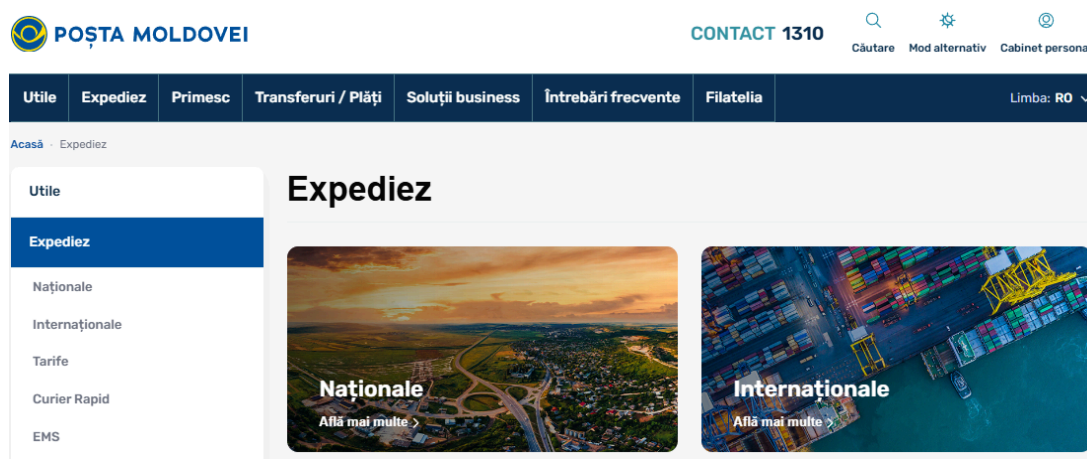 POȘTA MOLDOVEI
CONTACT 1310
Căutare
Mod alternativ
Cabinet persona
Utile
Expediez
Primesc
Transferuri / Plăți
Soluții business
Întrebări frecvente
Filatelia
Limba: RO
Acasă · Expediez
Utile
Expediez
Naționale
Internaționale
Tarife
Curier Rapid
EMS
Expediez
Naționale
Află mai multe >
Internaționale
Află mai multe >